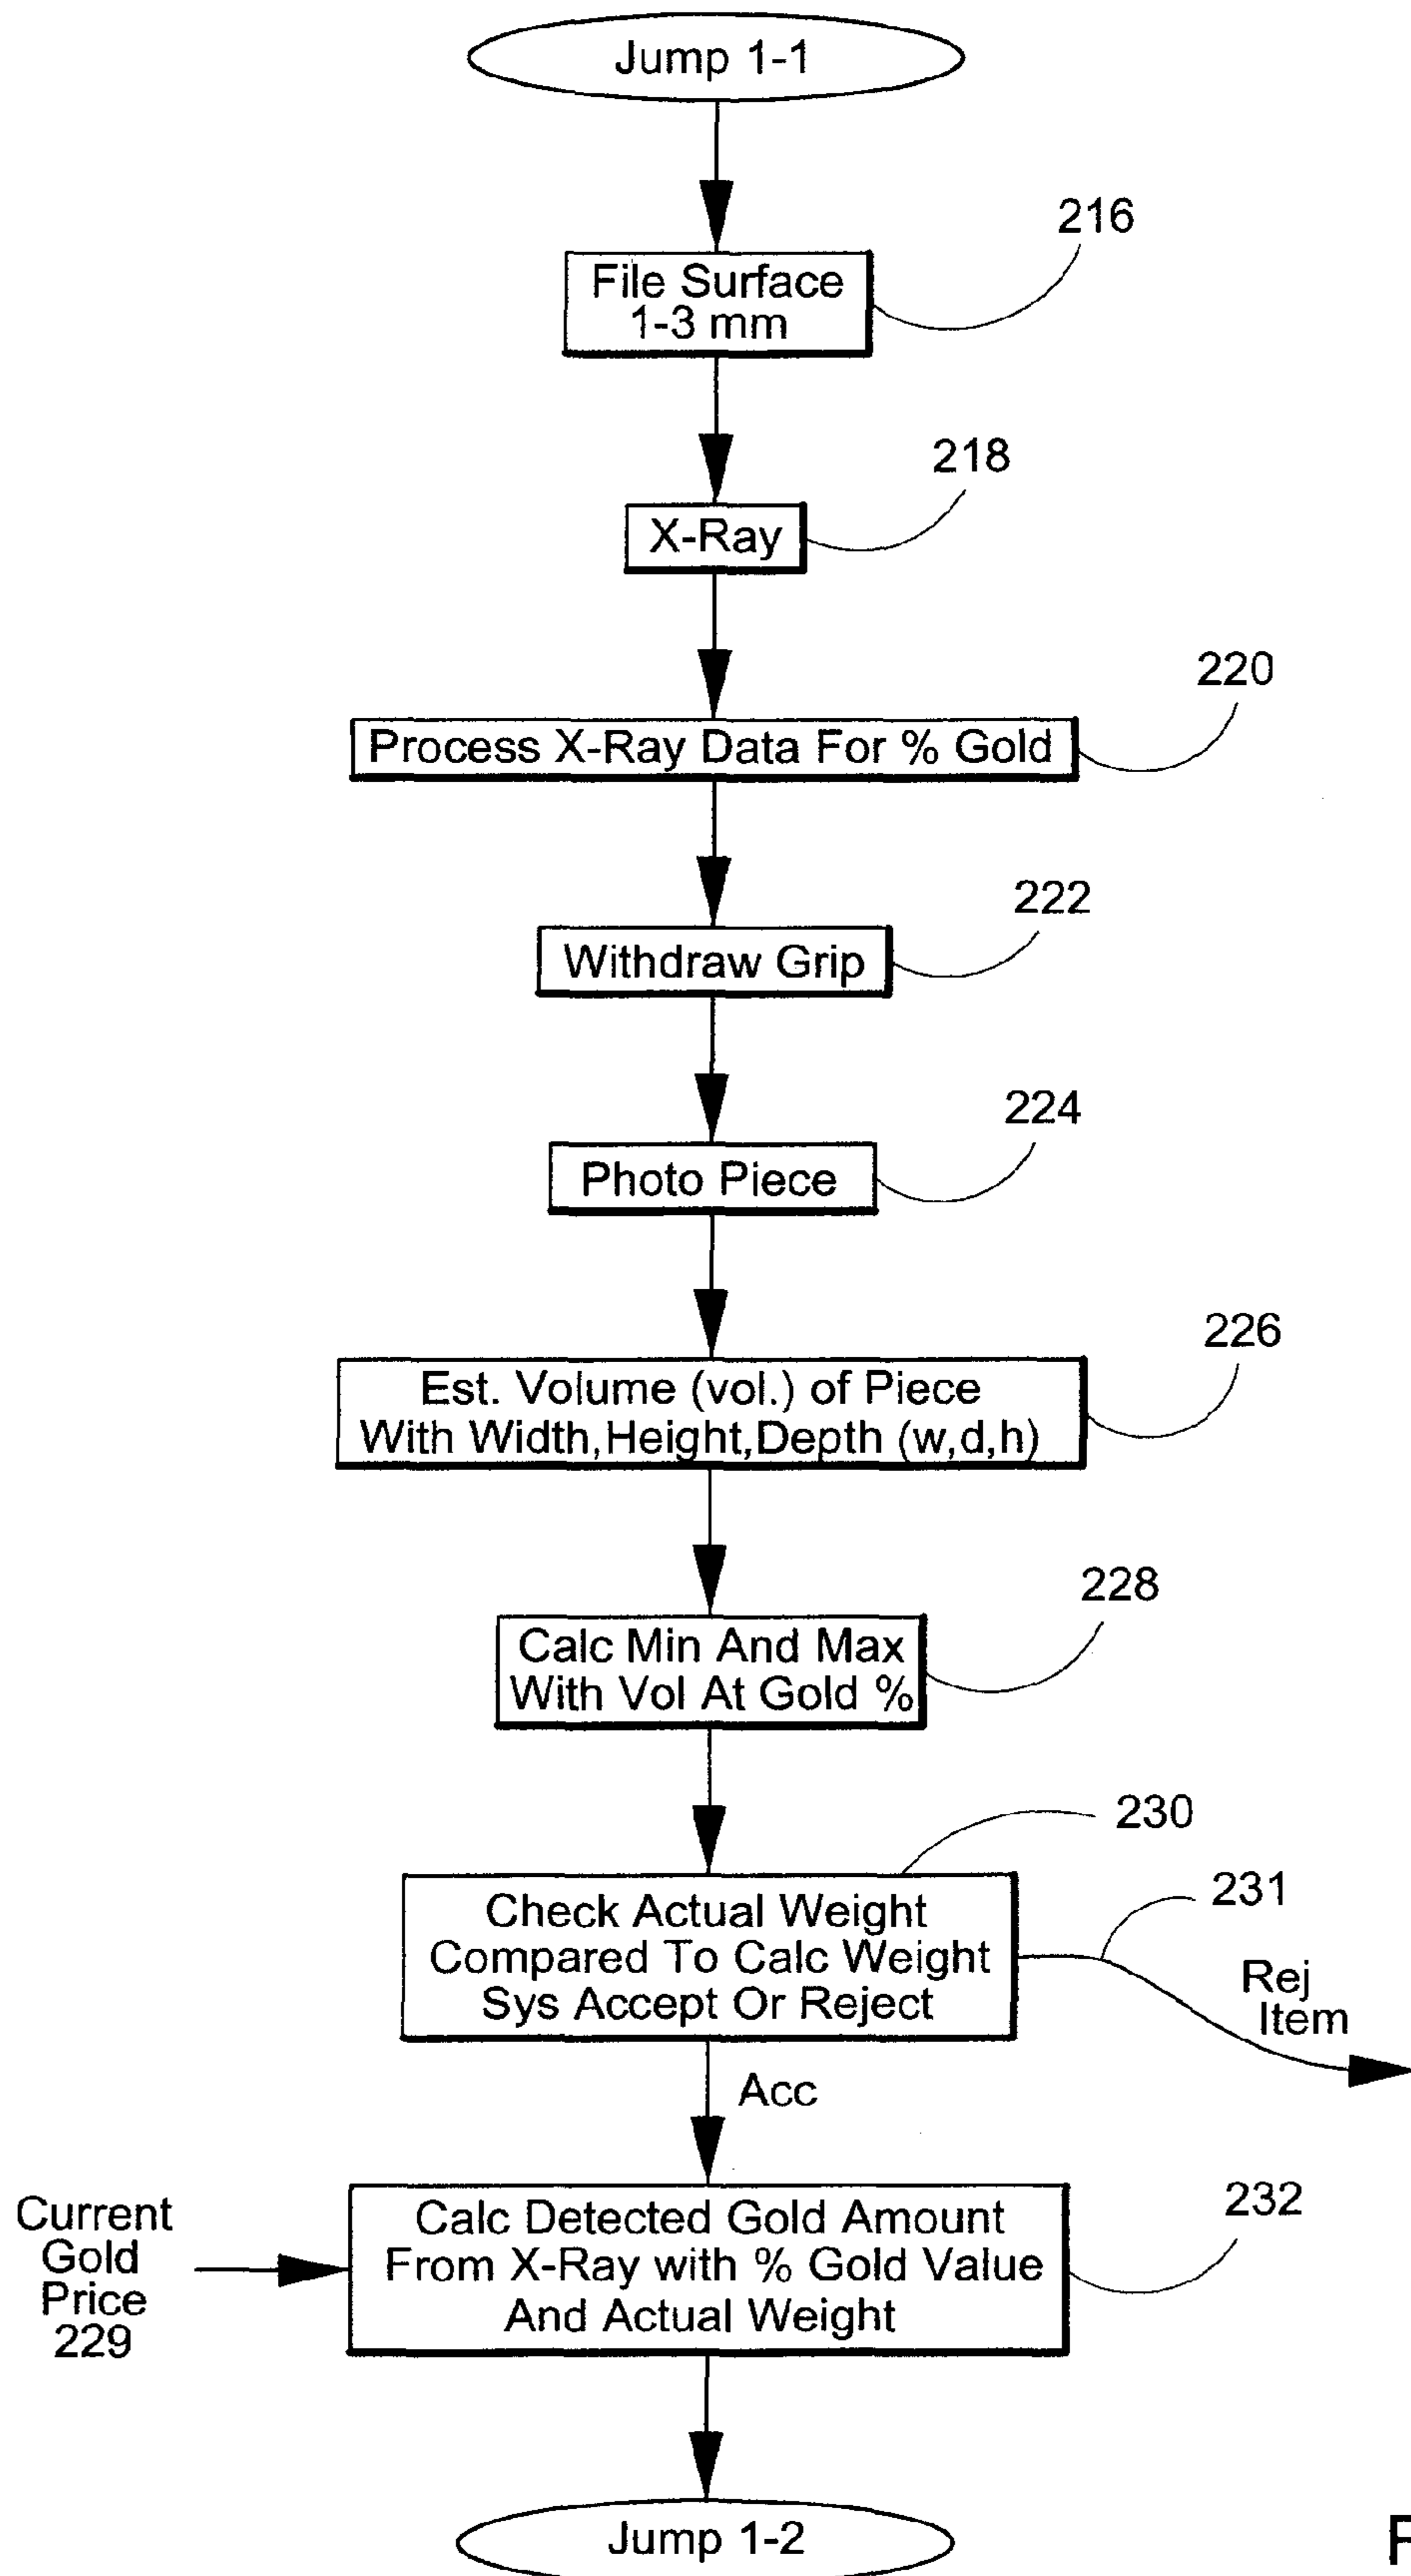 Jump 1-1
216
File Surface
1-3 mm
218
X-Ray
220
Process X-Ray Data For % Gold
222
Withdraw Grip
224
Photo Piece
226
Est. Volume (vol.) of Piece
With Width,Height,Depth (w,d,h)
228
Calc Min And Max
With Vol At Gold %
230
Check Actual Weight
Compared To Calc Weight
Sys Accept Or Reject
231
Rej
Item
Acc
Current
Gold
Price
229
232
Calc Detected Gold Amount
From X-Ray with % Gold Value
And Actual Weight
Jump 1-2